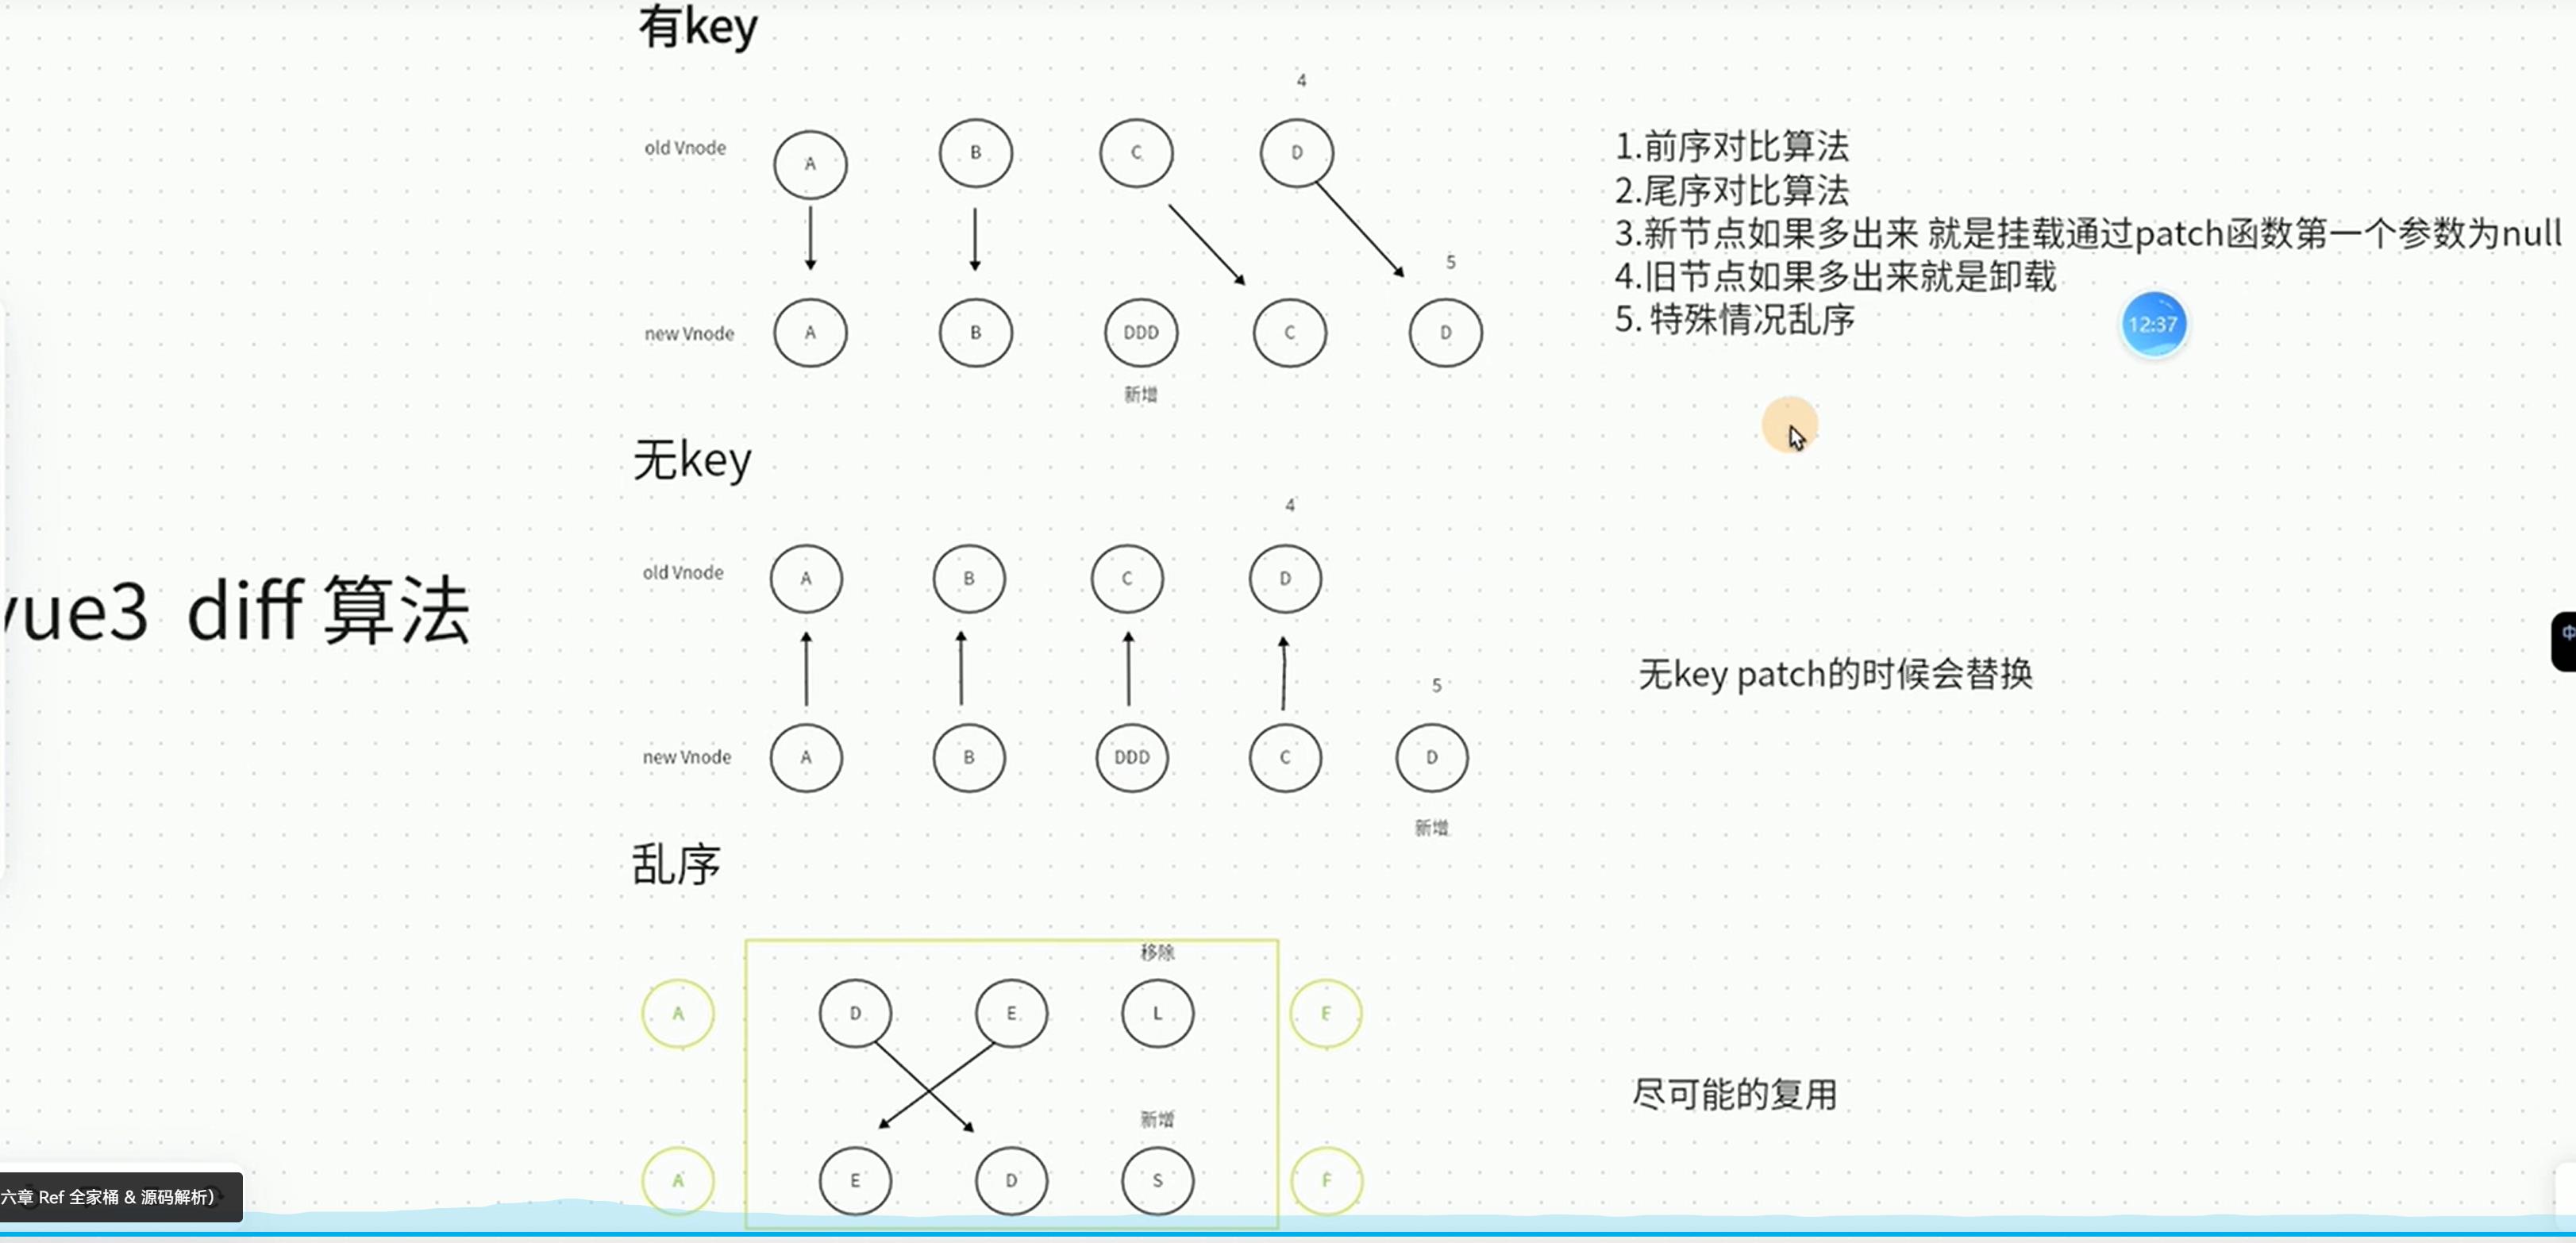 有key
4
old Vnode A B C D
5
new Vnode A B DDD C D
新增
1.前序对比算法
2.尾序对比算法
3.新节点如果多出来 就是挂载通过patch函数第一个参数为null
4.旧节点如果多出来就是卸载
5. 特殊情况乱序
12:37
无key
4
old Vnode A B C D
vue3 diff 算法
5
无key patch的时候会替换
new Vnode A B DDD C D
新增
乱序
移除
A D E L F
新增
尽可能的复用
A E D S F
六章 Ref 全家桶 & 源码解析)